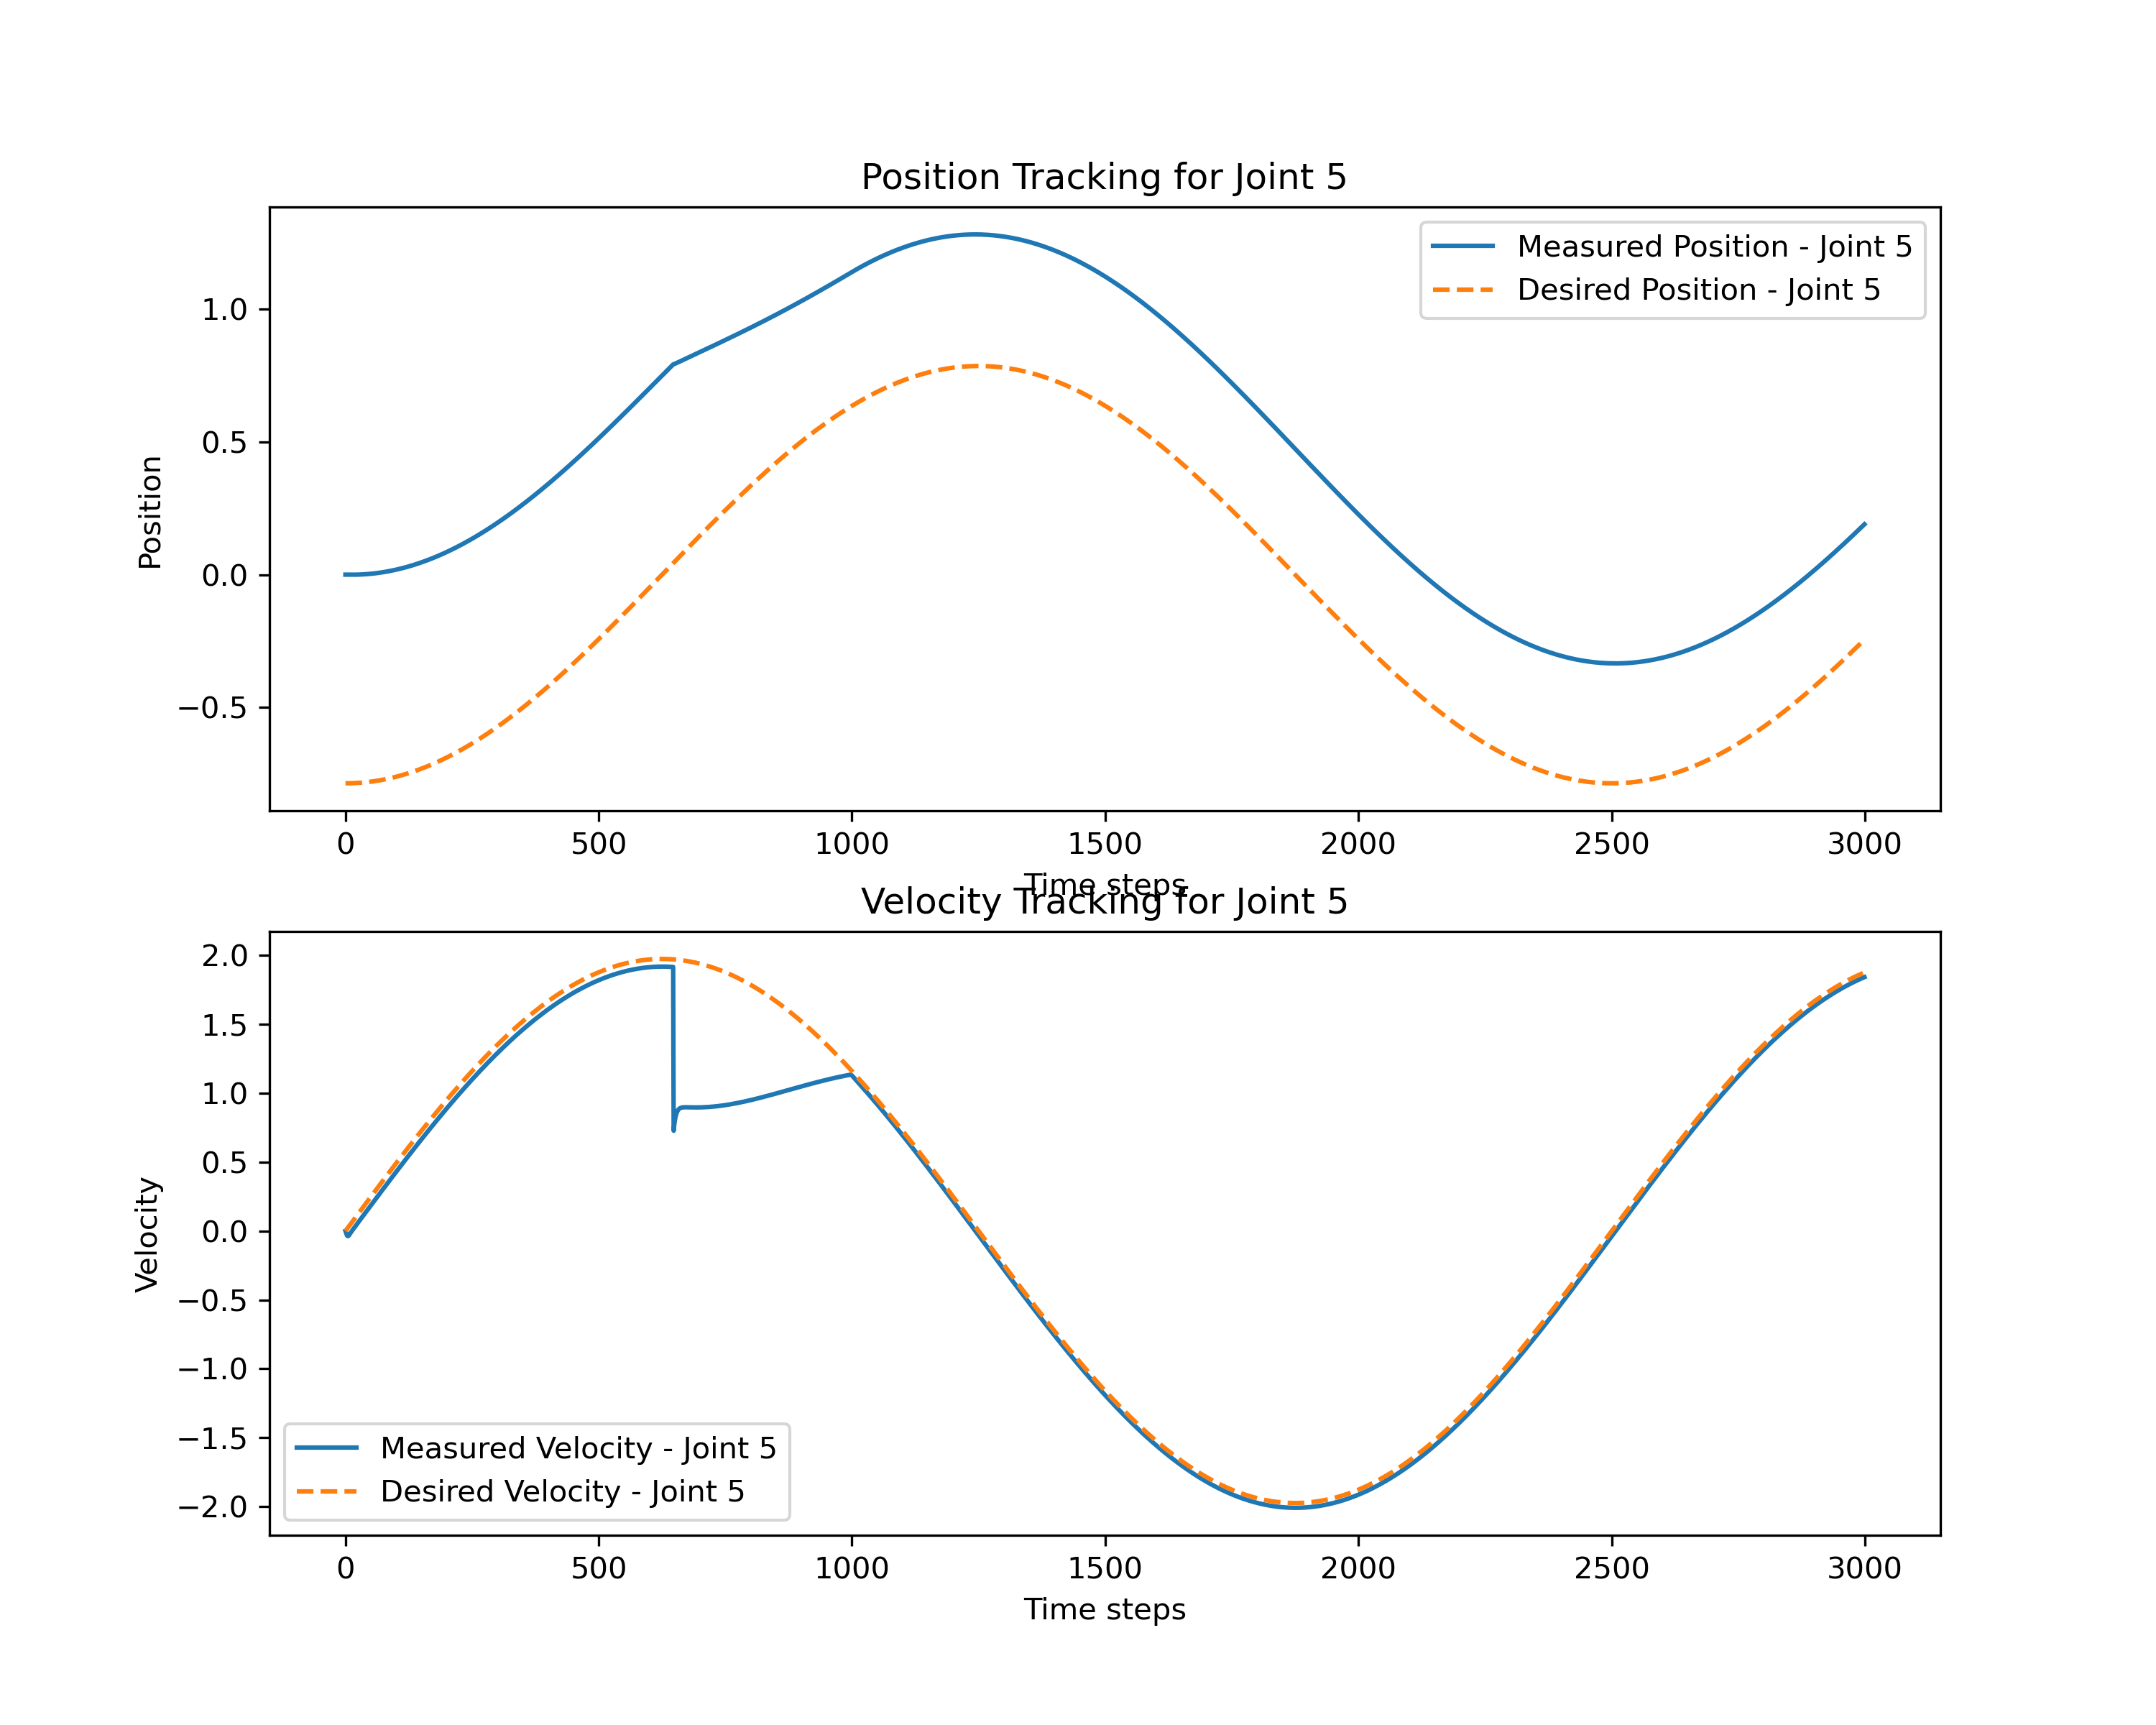 Position Tracking for Joint 5
Measured Position - Joint 5
Desired Position - Joint 5
Position
1.0
0.5
0.0
−0.5
0 500 1000 1500 2000 2500 3000
Time steps
Velocity Tracking for Joint 5
Velocity
2.0
1.5
1.0
0.5
0.0
−0.5
−1.0
−1.5
−2.0
Measured Velocity - Joint 5
Desired Velocity - Joint 5
0 500 1000 1500 2000 2500 3000
Time steps